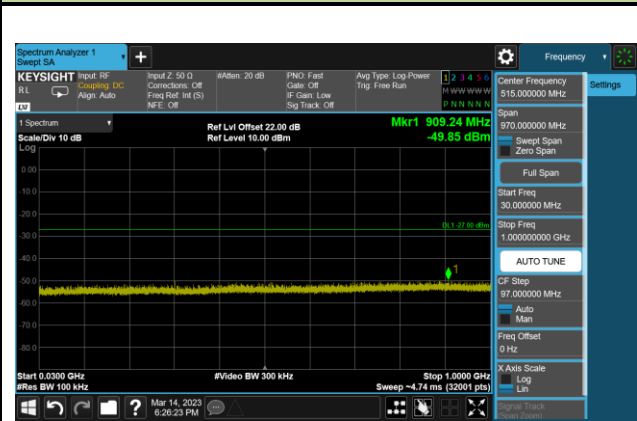 Spectrum Analyzer 1
Swept SA
Frequency
KEYSIGHT
RL
Input: RF
Coupling: DC
Align: Auto
Input Z: 50 Ω
Corrections: Off
Freq Ref: Int (S)
NFE: Off
#Atten: 20 dB
PNO: Fast
Gate: Off
IF Gain: Low
Sig Track: Off
Avg Type: Log-Power
Trig: Free Run
1 2 3 4 5 6
M W W W W W
P N N N N N
LXI
1 Spectrum
Scale/Div 10 dB
Log
Ref Lvl Offset 22.00 dB
Ref Level 10.00 dBm
Mkr1 909.24 MHz
-49.85 dBm
0.00
-10.0
-20.0
-30.0
-40.0
-50.0
-60.0
-70.0
-80.0
DL1 -27.00 dBm
1
Start 0.0300 GHz
#Res BW 100 kHz
#Video BW 300 kHz
Stop 1.0000 GHz
Sweep ~4.74 ms (32001 pts)
Mar 14, 2023
6:26:23 PM
Center Frequency
515.000000 MHz
Span
970.000000 MHz
Swept Span
Zero Span
Full Span
Start Freq
30.000000 MHz
Stop Freq
1.000000000 GHz
AUTO TUNE
CF Step
97.000000 MHz
Auto
Man
Freq Offset
0 Hz
X Axis Scale
Log
Lin
Signal Track
(Span Zoom)
Settings